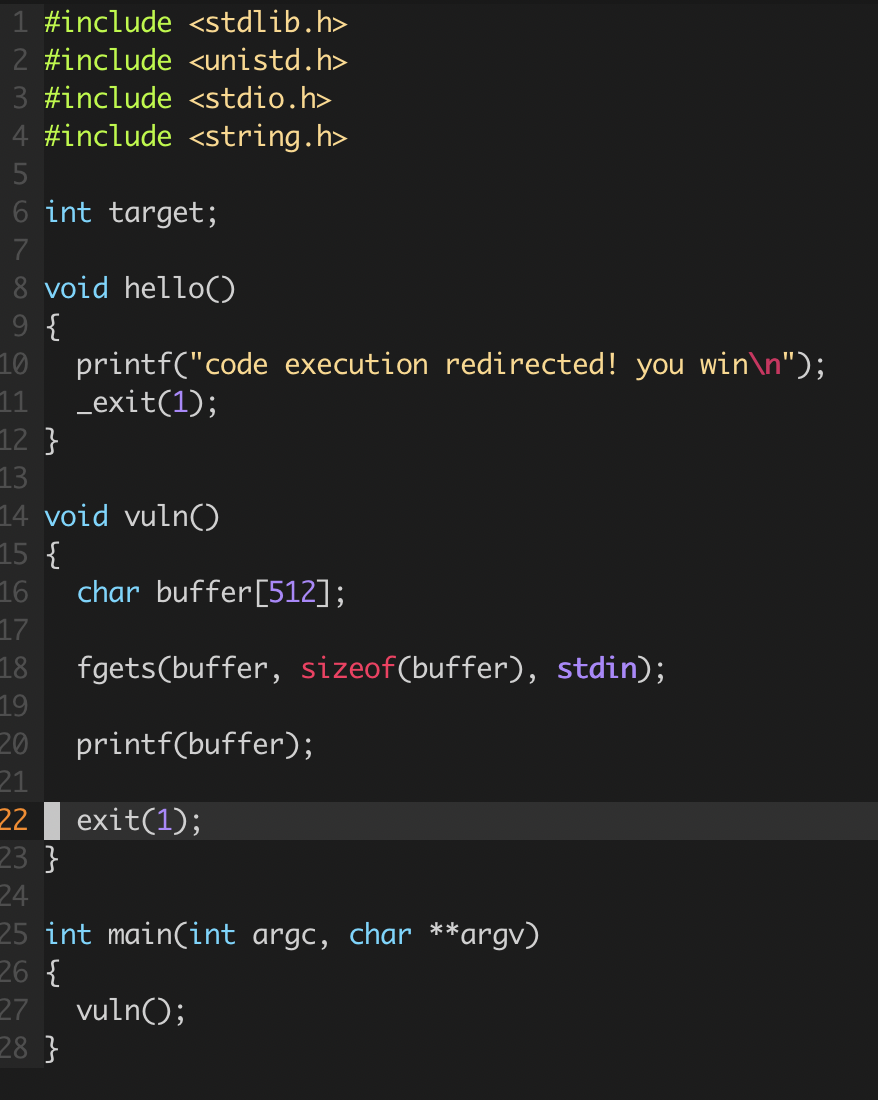 1 #include <stdlib.h>
2 #include <unistd.h>
3 #include <stdio.h>
4 #include <string.h>
5
6 int target;
7
8 void hello()
9 {
10   printf("code execution redirected! you win\n");
11   _exit(1);
12 }
13
14 void vuln()
15 {
16   char buffer[512];
17
18   fgets(buffer, sizeof(buffer), stdin);
19
20   printf(buffer);
21
22   exit(1);
23 }
24
25 int main(int argc, char **argv)
26 {
27   vuln();
28 }